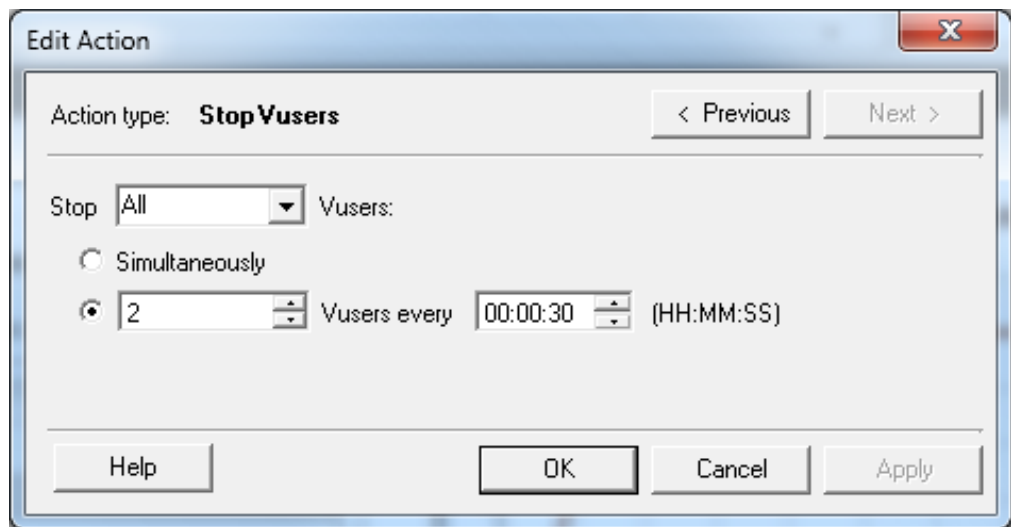 Edit Action
Action type: Stop Vusers < Previous Next >
Stop All Vusers:
Simultaneously
2 Vusers every 00:00:30 (HH:MM:SS)
Help OK Cancel Apply